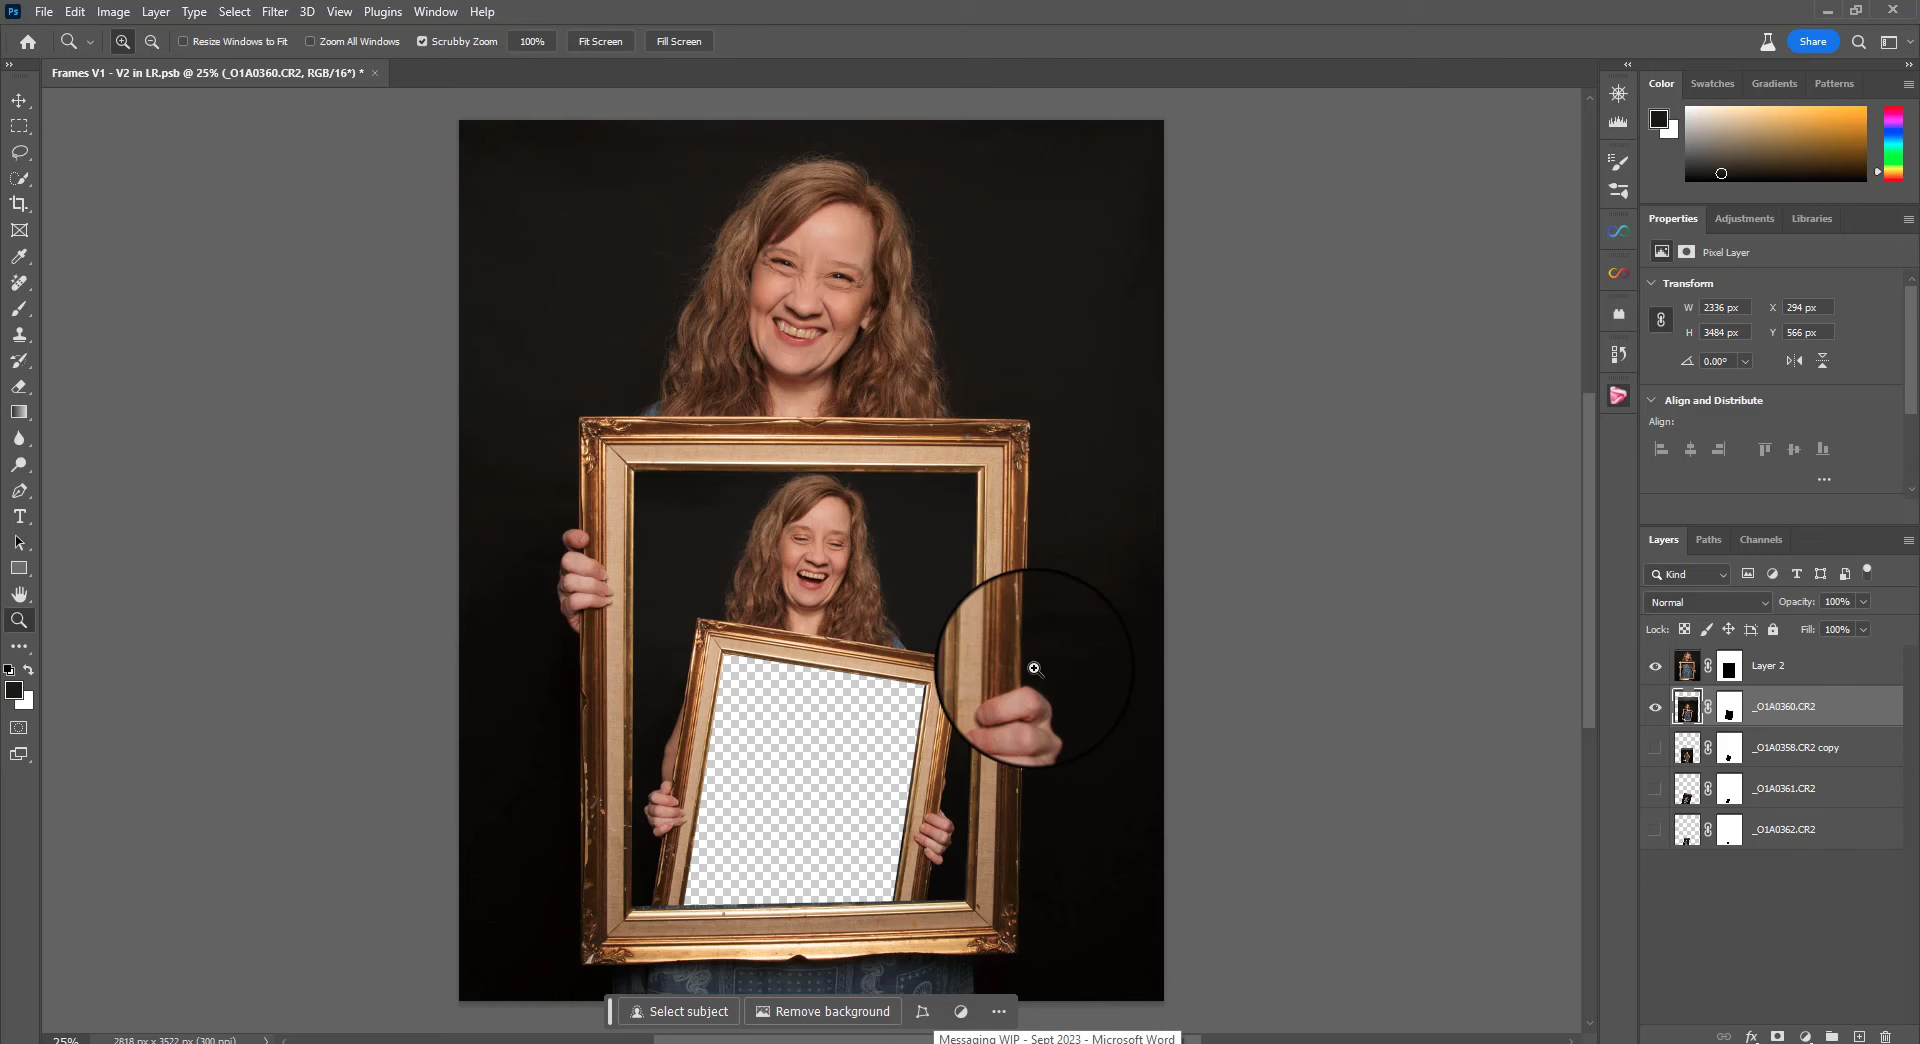 Ps File Edit Image Layer Type Select Filter 3D View Plugins Window Help
Resize Windows to Fit Zoom All Windows Scrubby Zoom 100% Fit Screen Fill Screen Share
Frames V1 - V2 in LR.psb @ 25% (_O1A0360.CR2, RGB/16*) *
Color Swatches Gradients Patterns
Properties Adjustments Libraries
Pixel Layer
Transform
W 2336 px X 294 px
H 3484 px Y 566 px
0.00°
Align and Distribute
Align:
Layers Paths Channels
Kind
Normal Opacity: 100%
Lock: Fill: 100%
Layer 2
_O1A0360.CR2
_O1A0358.CR2 copy
_O1A0361.CR2
_O1A0362.CR2
Select subject Remove background
25% 2818 px x 3522 px (300 ppi)
Messaging WIP - Sept 2023 - Microsoft Word